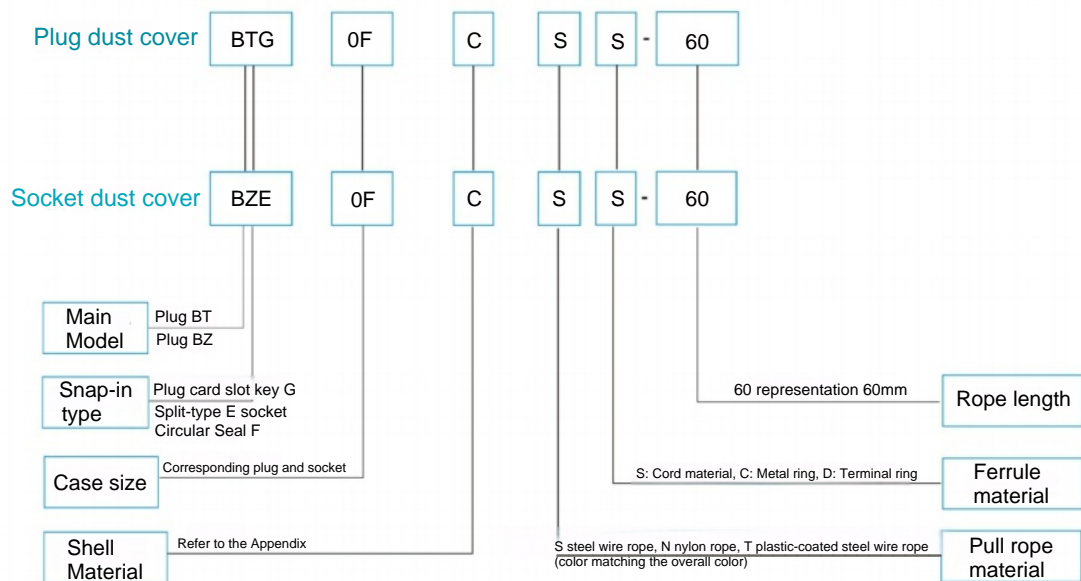 Plug dust cover BTG 0F C S S - 60
Socket dust cover BZE 0F C S S - 60
Main
Model
Plug BT
Plug BZ
Snap-in
type
Plug card slot key G
Split-type E socket
Circular Seal F
60 representation 60mm
Rope length
Case size
Corresponding plug and socket
S: Cord material, C: Metal ring, D: Terminal ring
Ferrule
material
Shell
Material
Refer to the Appendix
S steel wire rope, N nylon rope, T plastic-coated steel wire rope
(color matching the overall color)
Pull rope
material